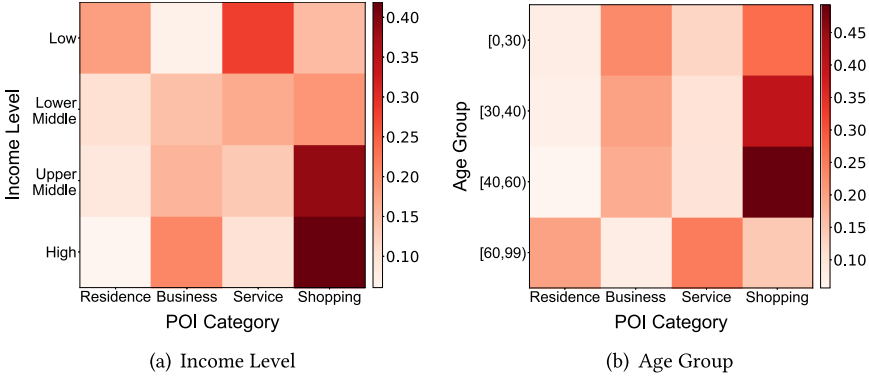 Income Level
Low
Lower
Middle
Upper
Middle
High
Residence Business Service Shopping
POI Category
0.40
0.35
0.30
0.25
0.20
0.15
0.10
(a) Income Level
Age Group
[0,30)
[30,40)
[40,60)
[60,99)
Residence Business Service Shopping
POI Category
0.45
0.40
0.35
0.30
0.25
0.20
0.15
0.10
(b) Age Group